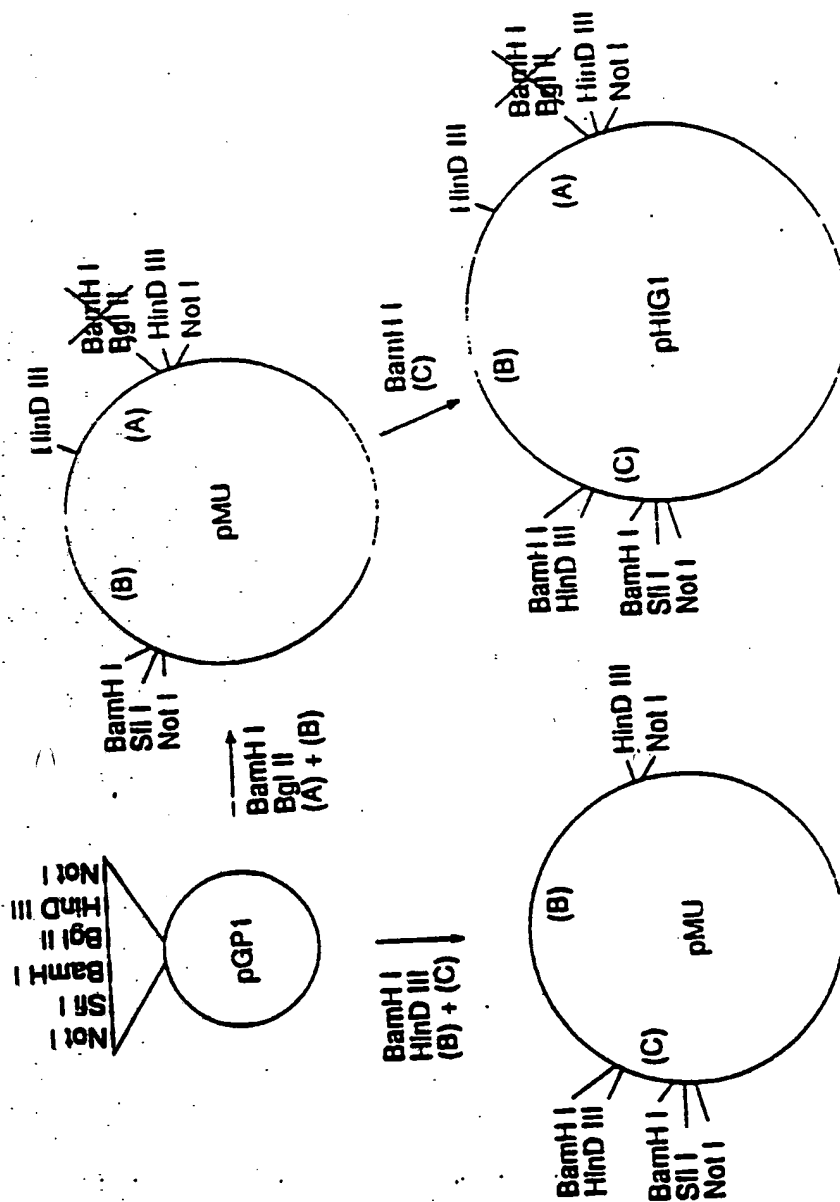 Not I
Sfi I
BamH I
Bgl II
HinD III
Not I
pGP1
BamH I
Bgl II
(A) + (B)
BamH I
Sfi I
Not I
(B)
pMU
(A)
HinD III
BamH I
Bgl II
HinD III
Not I
BamH I
HinD III
(B) + (C)
BamH I
(C)
BamH I
HinD III
BamH I
Sfi I
Not I
(C)
(B)
pMU
HinD III
Not I
BamH I
HinD III
BamH I
Sfi I
Not I
(C)
(B)
pHIG1
(A)
HinD III
BamH I
Bgl II
HinD III
Not I